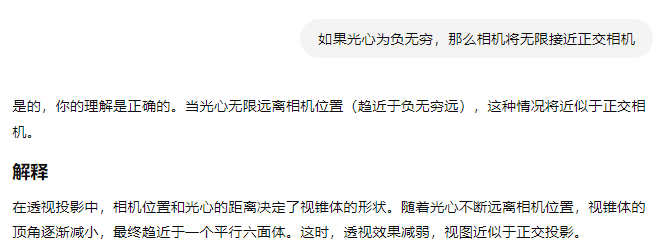 如果光心为负无穷，那么相机将无限接近正交相机
是的，你的理解是正确的。当光心无限远离相机位置（趋近于负无穷远），这种情况将近似于正交相
机。
解释
在透视投影中，相机位置和光心的距离决定了视锥体的形状。随着光心不断远离相机位置，视锥体的
顶角逐渐减小，最终趋近于一个平行六面体。这时，透视效果减弱，视图近似于正交投影。